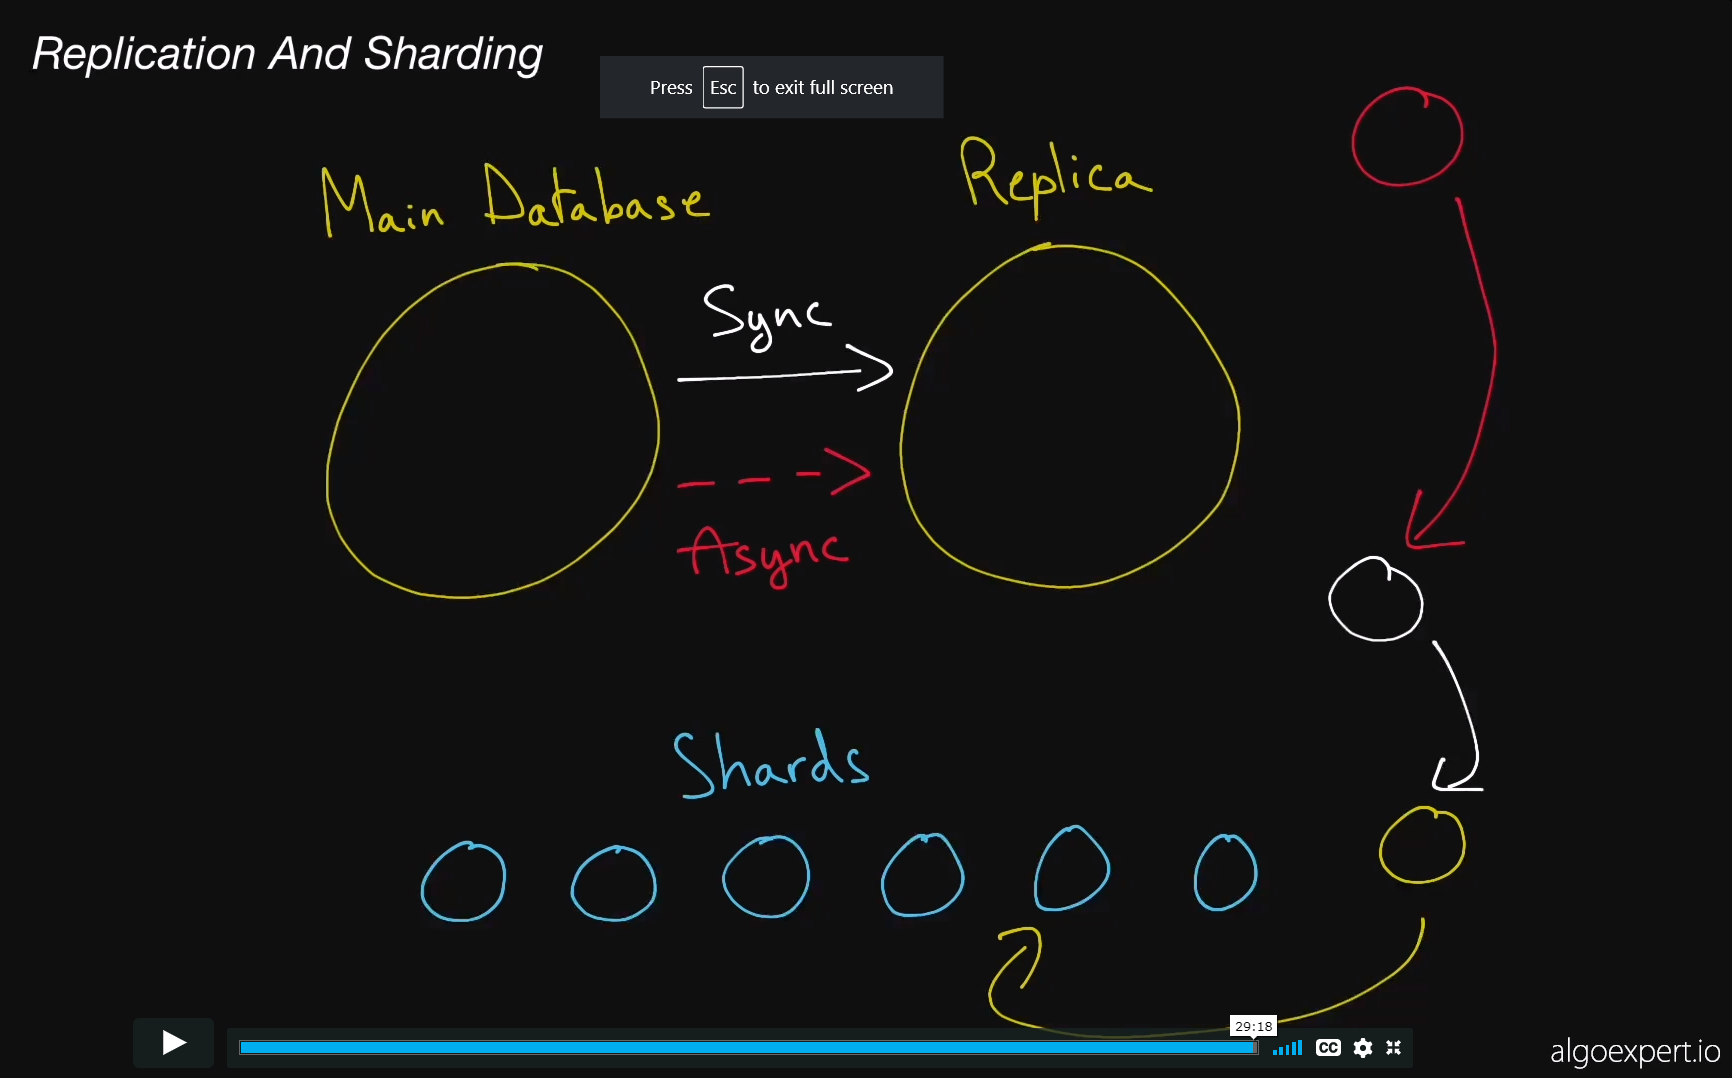 Replication And Sharding
Press Esc to exit full screen
Main Database
Replica
Sync
Async
Shards
29:18
CC
algoexpert.io